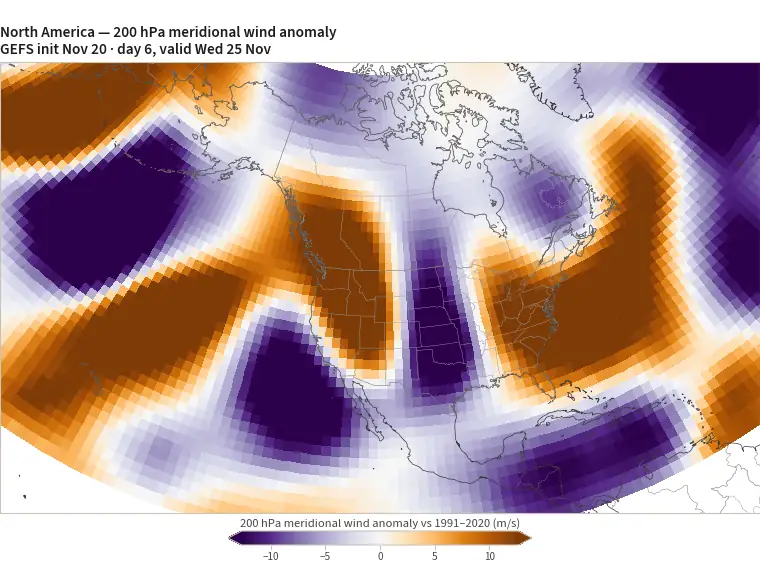 North America — 200 hPa meridional wind anomaly
GEFS init Nov 20 · day 6, valid Wed 25 Nov
200 hPa meridional wind anomaly vs 1991–2020 (m/s)
−10 −5 0 5 10